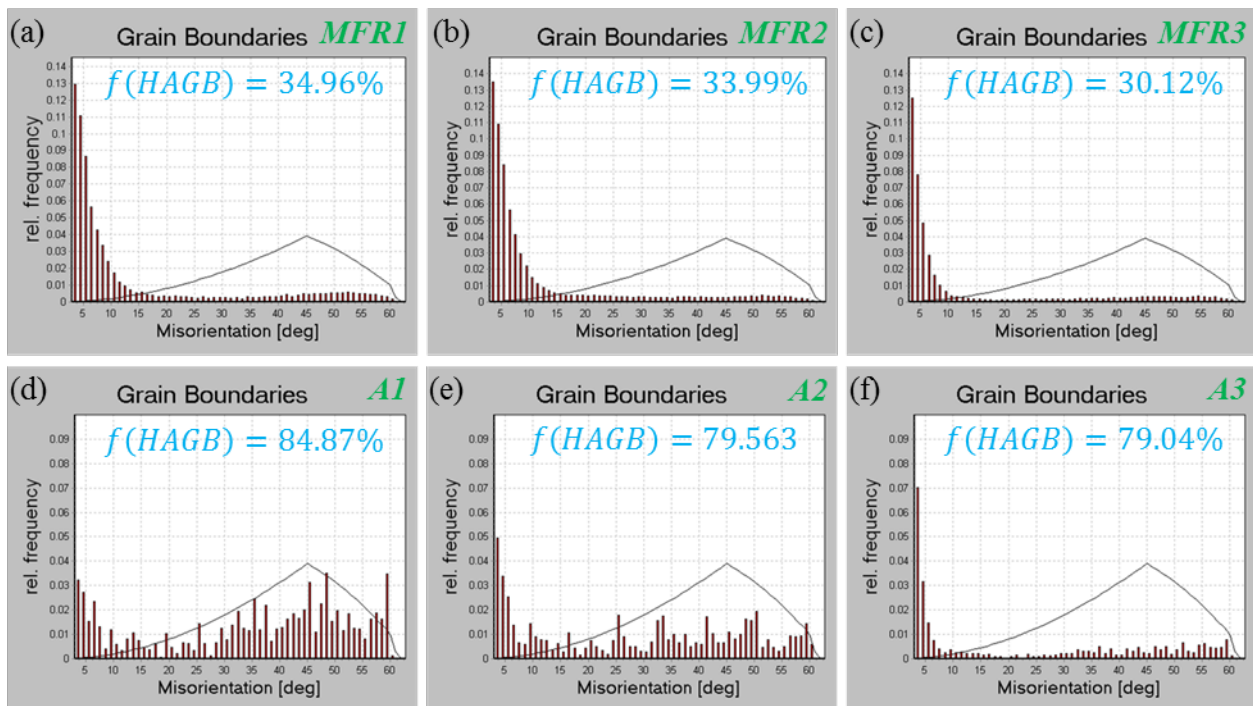 (a) Grain Boundaries MFR1
f(HAGB) = 34.96%
0.14
0.13
0.12
0.11
0.1
0.09
0.08
0.07
0.06
0.05
0.04
0.03
0.02
0.01
0
rel. frequency
5 10 15 20 25 30 35 40 45 50 55 60
Misorientation [deg]
(b) Grain Boundaries MFR2
f(HAGB) = 33.99%
0.14
0.13
0.12
0.11
0.1
0.09
0.08
0.07
0.06
0.05
0.04
0.03
0.02
0.01
0
rel. frequency
5 10 15 20 25 30 35 40 45 50 55 60
Misorientation [deg]
(c) Grain Boundaries MFR3
f(HAGB) = 30.12%
0.14
0.13
0.12
0.11
0.1
0.09
0.08
0.07
0.06
0.05
0.04
0.03
0.02
0.01
0
rel. frequency
5 10 15 20 25 30 35 40 45 50 55 60
Misorientation [deg]
(d) Grain Boundaries A1
f(HAGB) = 84.87%
0.09
0.08
0.07
0.06
0.05
0.04
0.03
0.02
0.01
0
rel. frequency
5 10 15 20 25 30 35 40 45 50 55 60
Misorientation [deg]
(e) Grain Boundaries A2
f(HAGB) = 79.563
0.09
0.08
0.07
0.06
0.05
0.04
0.03
0.02
0.01
0
rel. frequency
5 10 15 20 25 30 35 40 45 50 55 60
Misorientation [deg]
(f) Grain Boundaries A3
f(HAGB) = 79.04%
0.09
0.08
0.07
0.06
0.05
0.04
0.03
0.02
0.01
0
rel. frequency
5 10 15 20 25 30 35 40 45 50 55 60
Misorientation [deg]